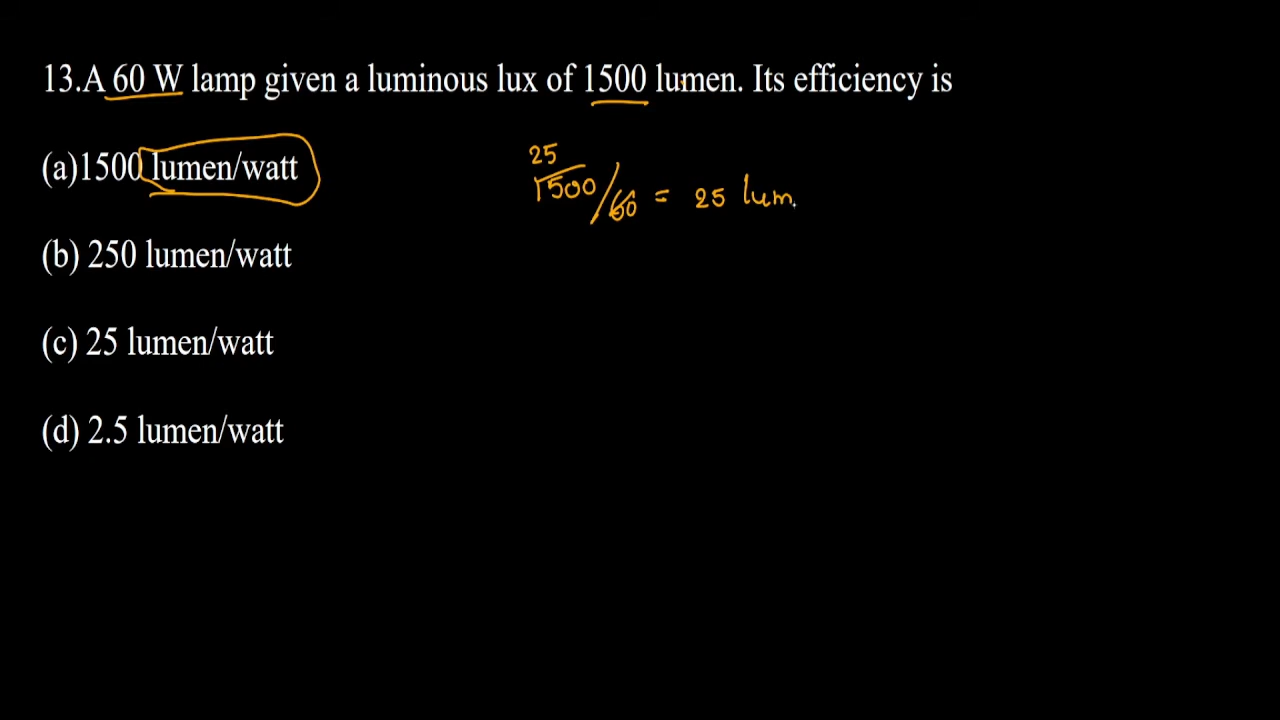 13.A 60 W lamp given a luminous lux of 1500 lumen. Its efficiency is
(a)1500 lumen/watt
25
1500/60 = 25 lum
(b) 250 lumen/watt
(c) 25 lumen/watt
(d) 2.5 lumen/watt